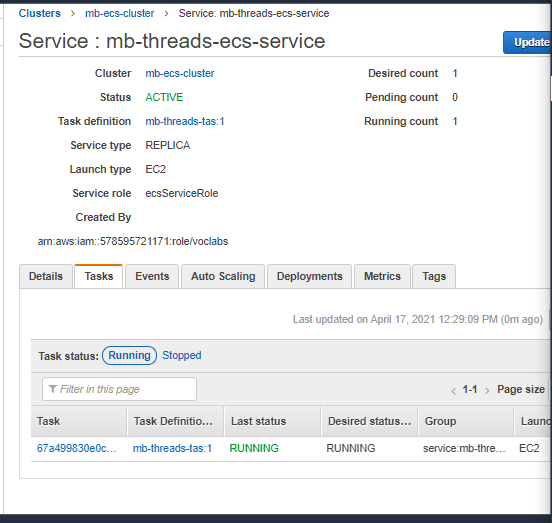 Clusters > mb-ecs-cluster > Service: mb-threads-ecs-service
Service : mb-threads-ecs-service
Update
Cluster mb-ecs-cluster Desired count 1
Status ACTIVE Pending count 0
Task definition mb-threads-tas:1 Running count 1
Service type REPLICA
Launch type EC2
Service role ecsServiceRole
Created By
arn:aws:iam::578595721171:role/voclabs
Details Tasks Events Auto Scaling Deployments Metrics Tags
Last updated on April 17, 2021 12:29:09 PM (0m ago)
Task status: Running Stopped
Filter in this page < 1-1 > Page size
Task Task Definitio... Last status Desired status... Group Launc
67a499830e0c... mb-threads-tas:1 RUNNING RUNNING service:mb-thre... EC2